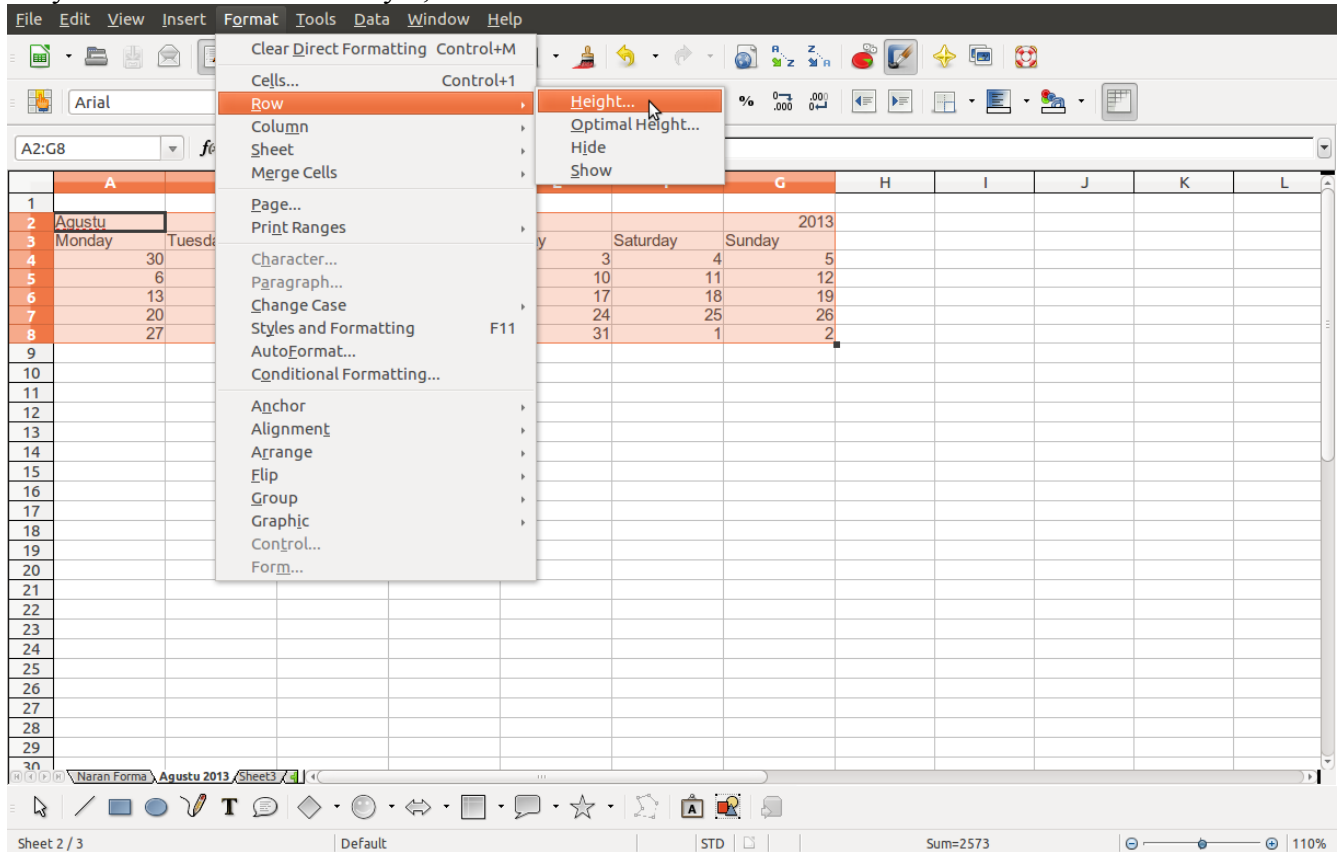 File Edit View Insert Format Tools Data Window Help
Clear Direct Formatting Control+M
Cells... Control+1
Row
Column
Sheet
Merge Cells
Page...
Print Ranges
Character...
Paragraph...
Change Case
Styles and Formatting F11
AutoFormat...
Conditional Formatting...
Anchor
Alignment
Arrange
Flip
Group
Graphic
Control...
Form...
Height...
Optimal Height...
Hide
Show
Arial
% 0.000 .000 0
A2:G8
A G H I J K L
1
2 Agustu 2013
3 Monday Saturday Sunday
4 30 3 4 5
5 6 10 11 12
6 13 17 18 19
7 20 24 25 26
8 27 31 1 2
9
10
11
12
13
14
15
16
17
18
19
20
21
22
23
24
25
26
27
28
29
30
Naran Forma Agustu 2013 Sheet3
T A
Sheet 2 / 3 Default STD Sum=2573 110%